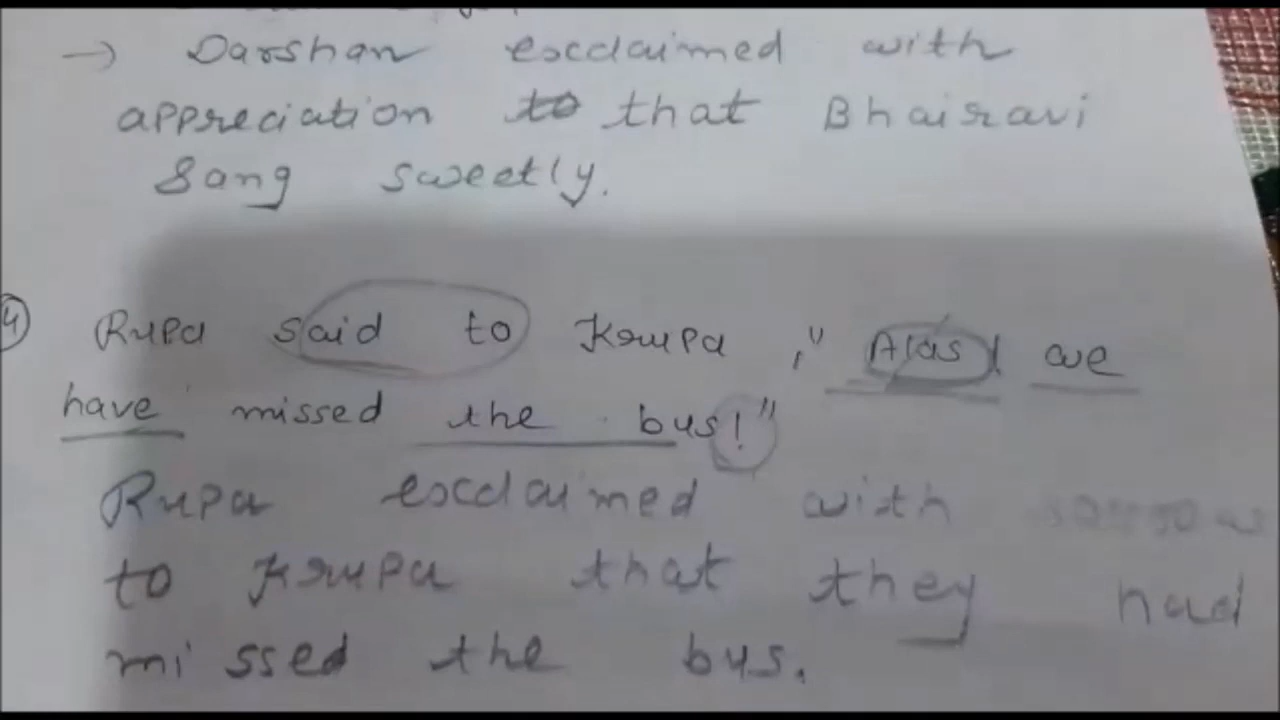 → Darshan exclaimed with
appreciation to that Bhairavi
Sang sweetly.
4 Rupa said to Krupa ," Alas! we
have missed the bus!"
Rupa exclaimed with sorrow
to Krupa that they had
missed the bus.